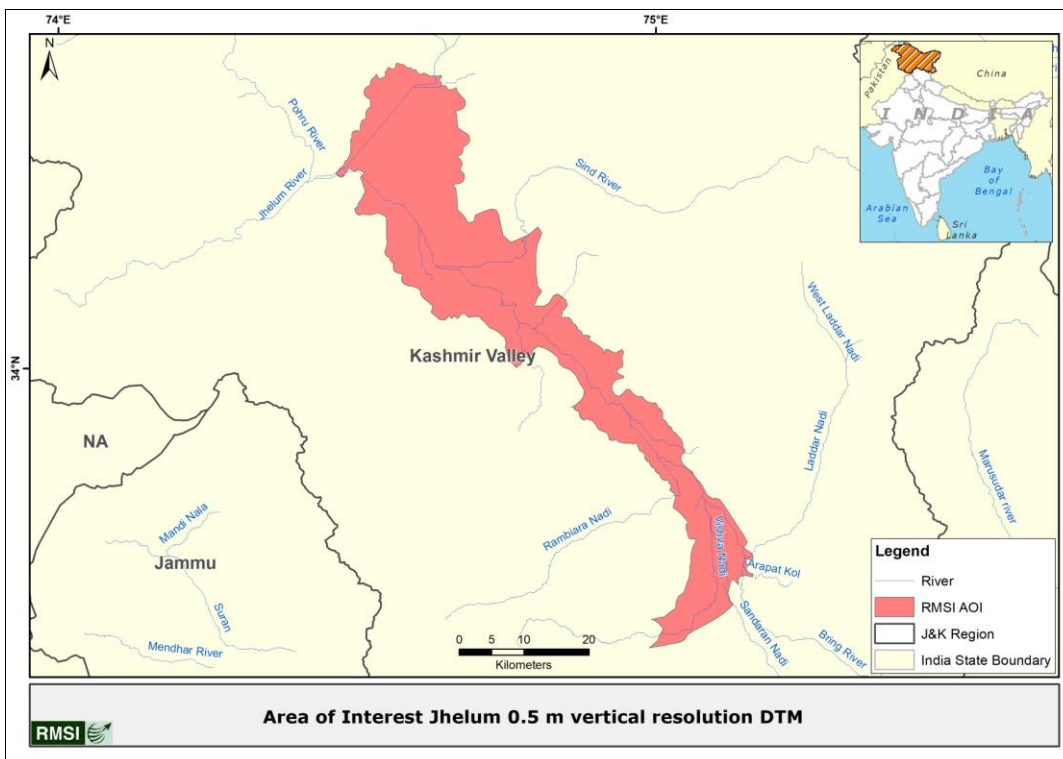 74°E
75°E
N
34°N
Pohru River
Jhelum River
Sind River
West Laddar Nadi
Laddar Nadi
Marusudar river
Kashmir Valley
NA
Mandi Nala
Jammu
Suran
Mendhar River
Rambiara Nadi
Vishva Nadi
Arapat Kol
Sandaran Nadi
Bring River
0 5 10 20
Kilometers
Pakistan
China
INDIA
Bay
of
Bengal
Arabian
Sea
Sri
Lanka
Legend
River
RMSI AOI
J&K Region
India State Boundary
Area of Interest Jhelum 0.5 m vertical resolution DTM
RMSI